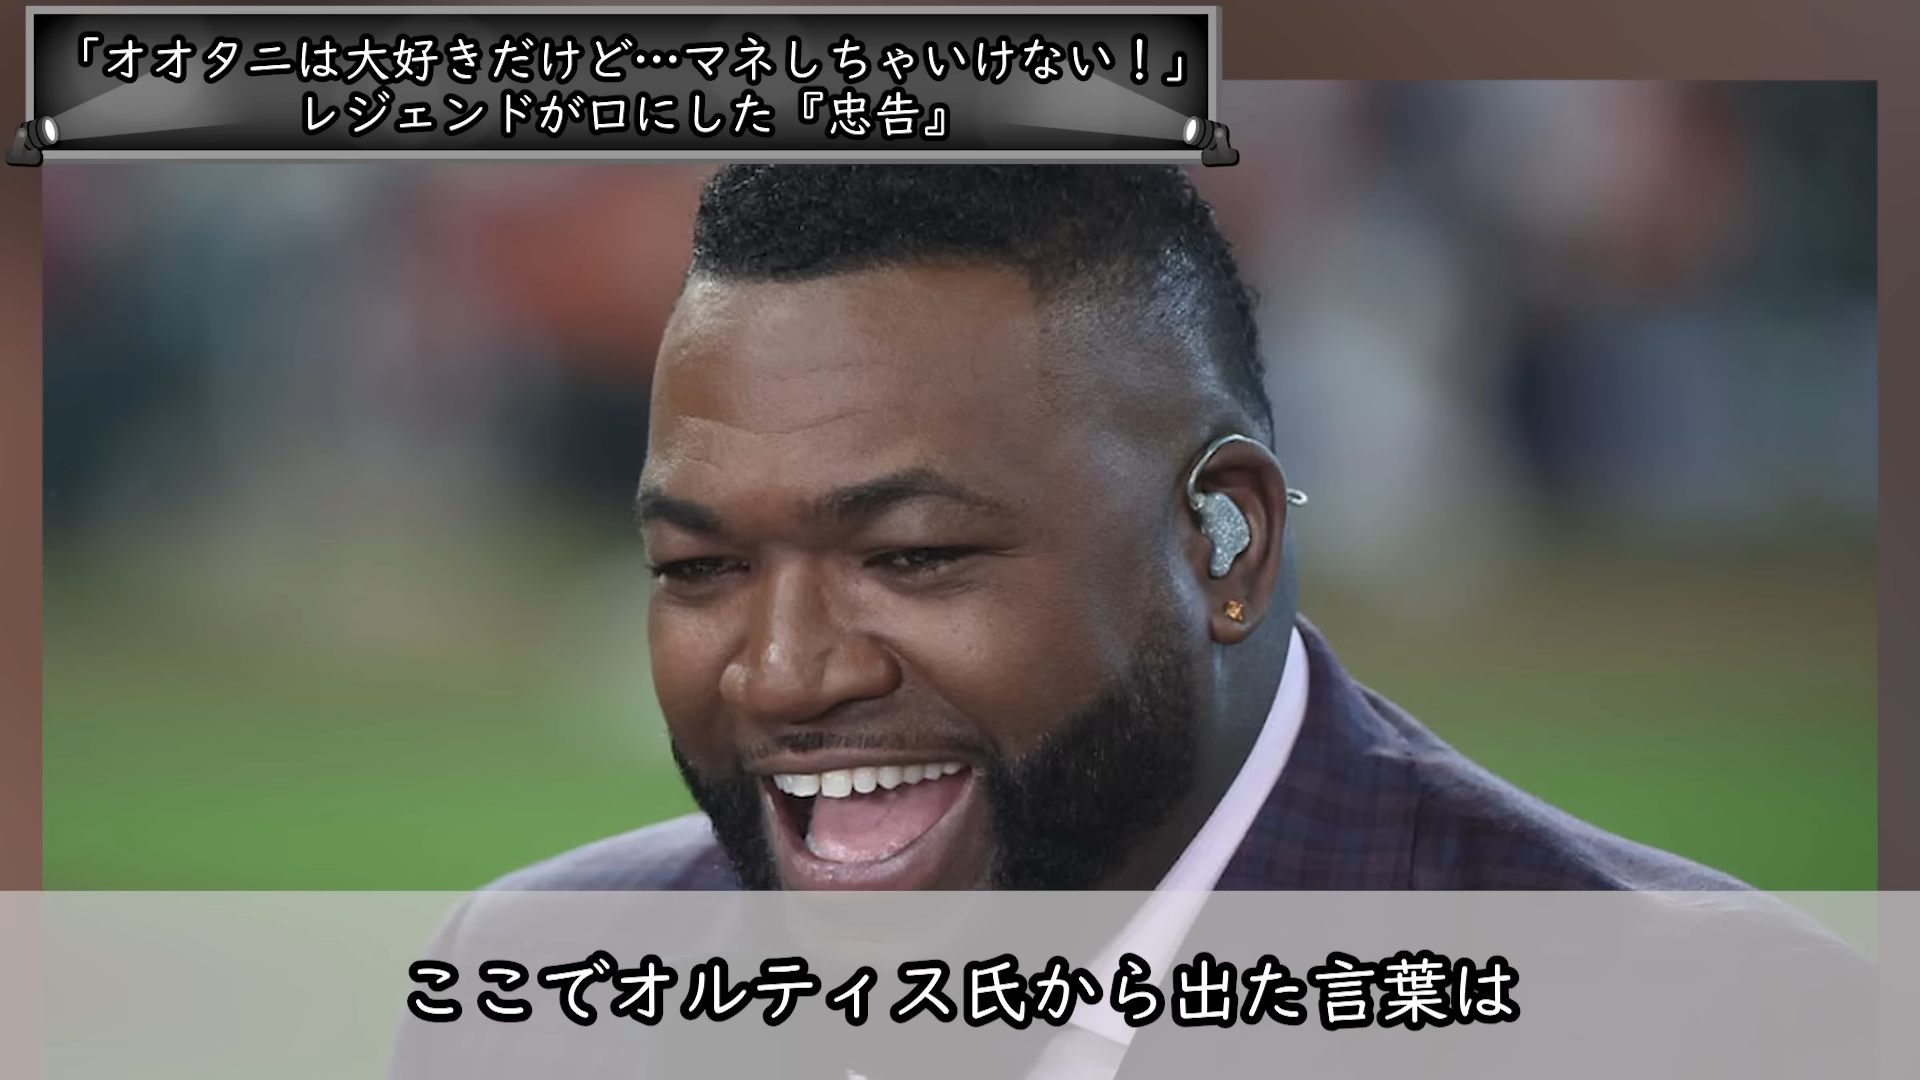 「オオタニは大好きだけど…マネしちゃいけない！」
レジェンドが口にした『忠告』
ここでオルティス氏から出た言葉は